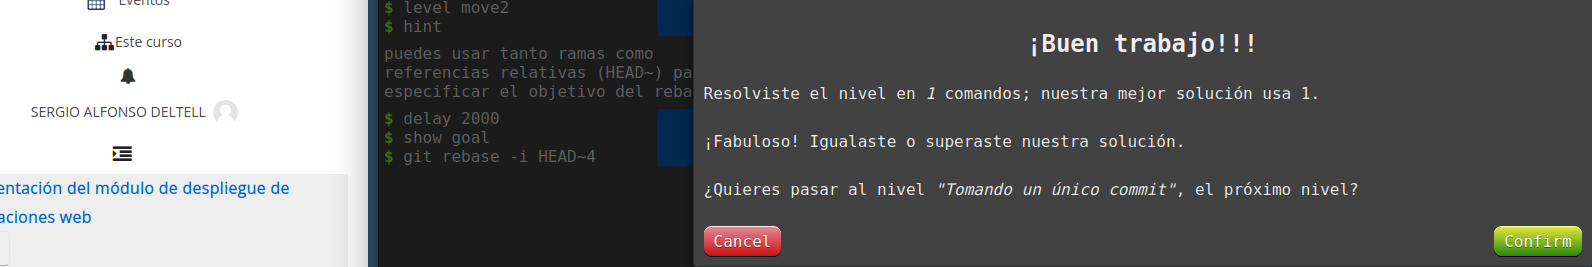 Eventos
Este curso
SERGIO ALFONSO DELTELL
entación del módulo de despliegue de
aciones web
$ level move2
$ hint
puedes usar tanto ramas como
referencias relativas (HEAD~) pa
especificar el objetivo del reba
$ delay 2000
$ show goal
$ git rebase -i HEAD~4
¡Buen trabajo!!!
Resolviste el nivel en 1 comandos; nuestra mejor solución usa 1.
¡Fabuloso! Igualaste o superaste nuestra solución.
¿Quieres pasar al nivel "Tomando un único commit", el próximo nivel?
Cancel
Confirm